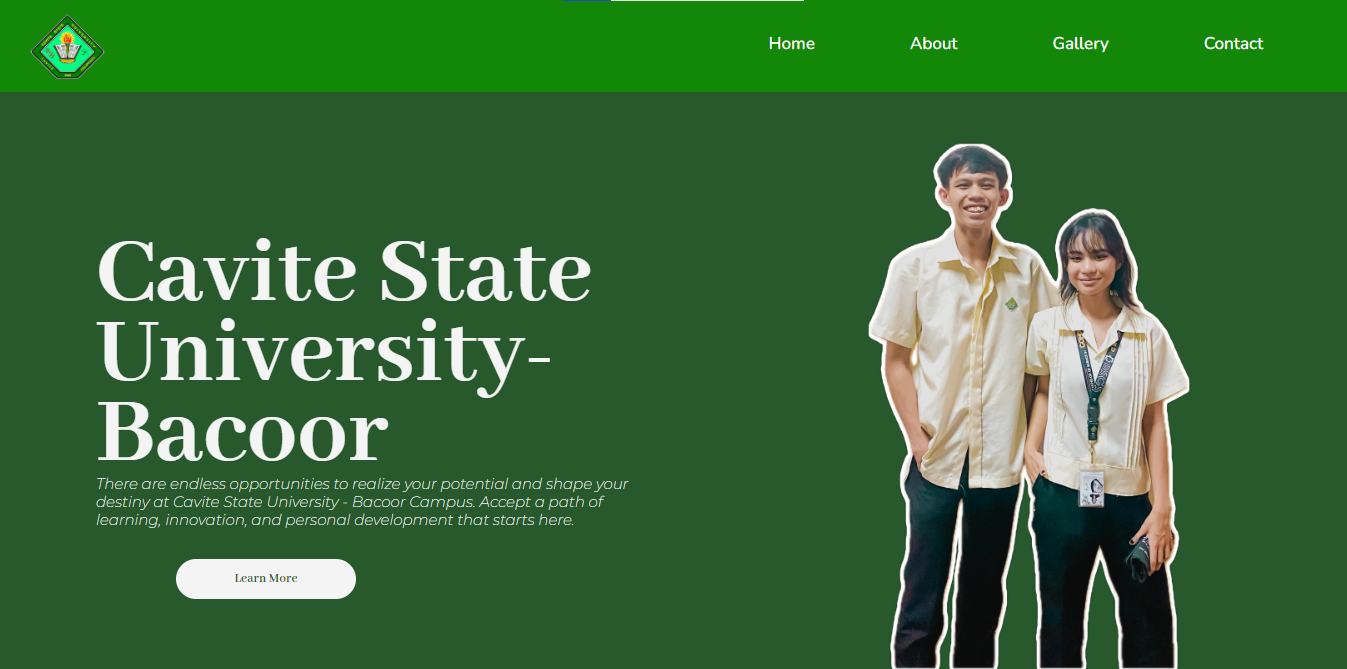 Home About Gallery Contact
Cavite State
University-
Bacoor
There are endless opportunities to realize your potential and shape your
destiny at Cavite State University - Bacoor Campus. Accept a path of
learning, innovation, and personal development that starts here.
Learn More